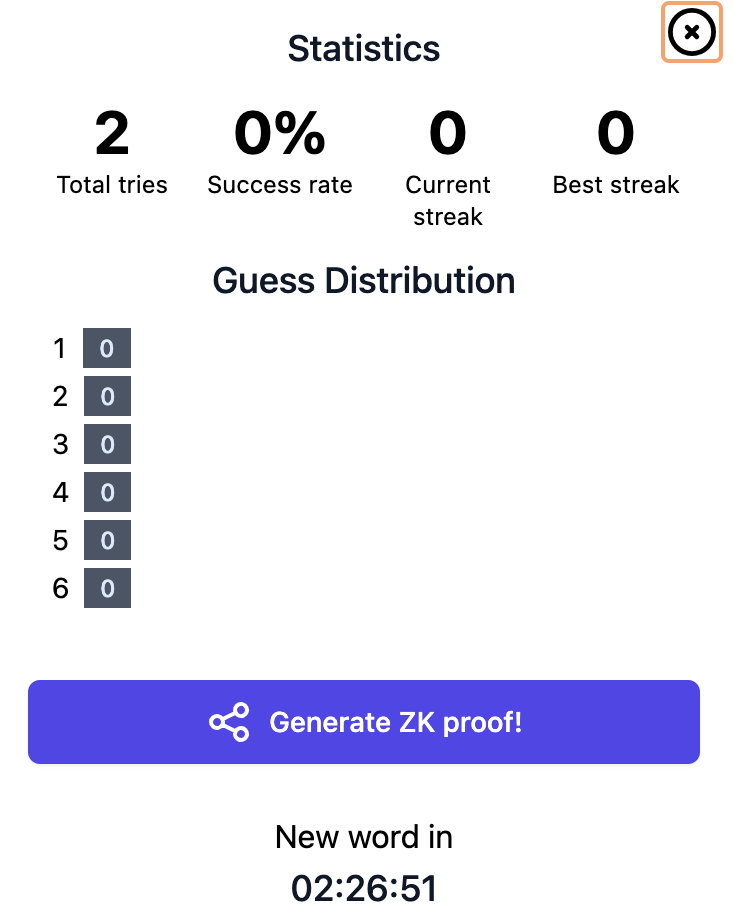 Statistics
2 0% 0 0
Total tries Success rate Current streak Best streak
Guess Distribution
1 0
2 0
3 0
4 0
5 0
6 0
Generate ZK proof!
New word in
02:26:51